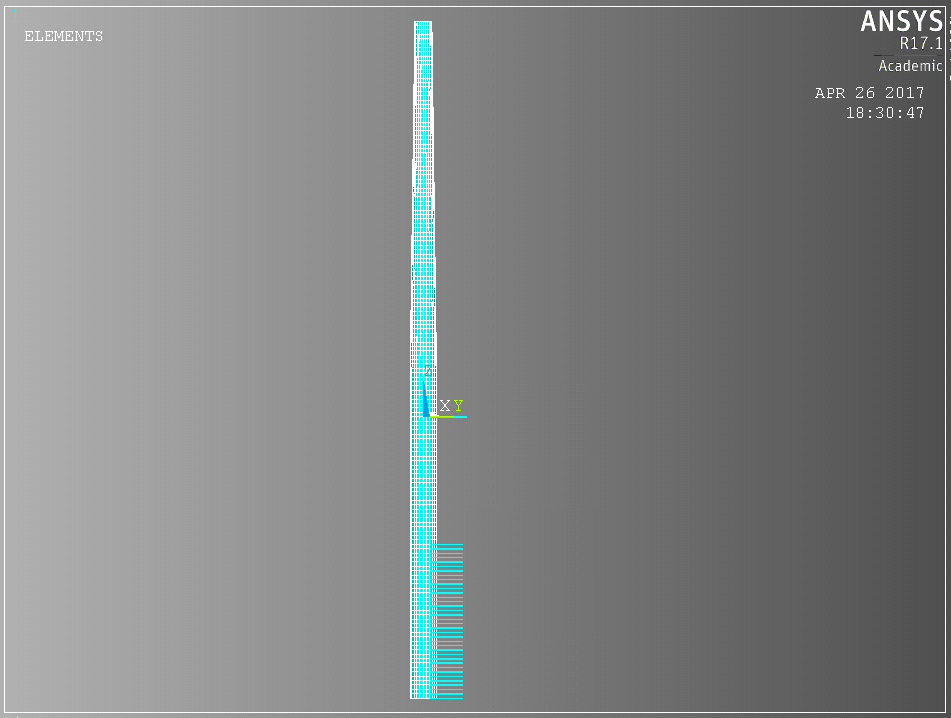 ELEMENTS
ANSYS
R17.1
Academic
APR 26 2017
18:30:47
Z
X Y